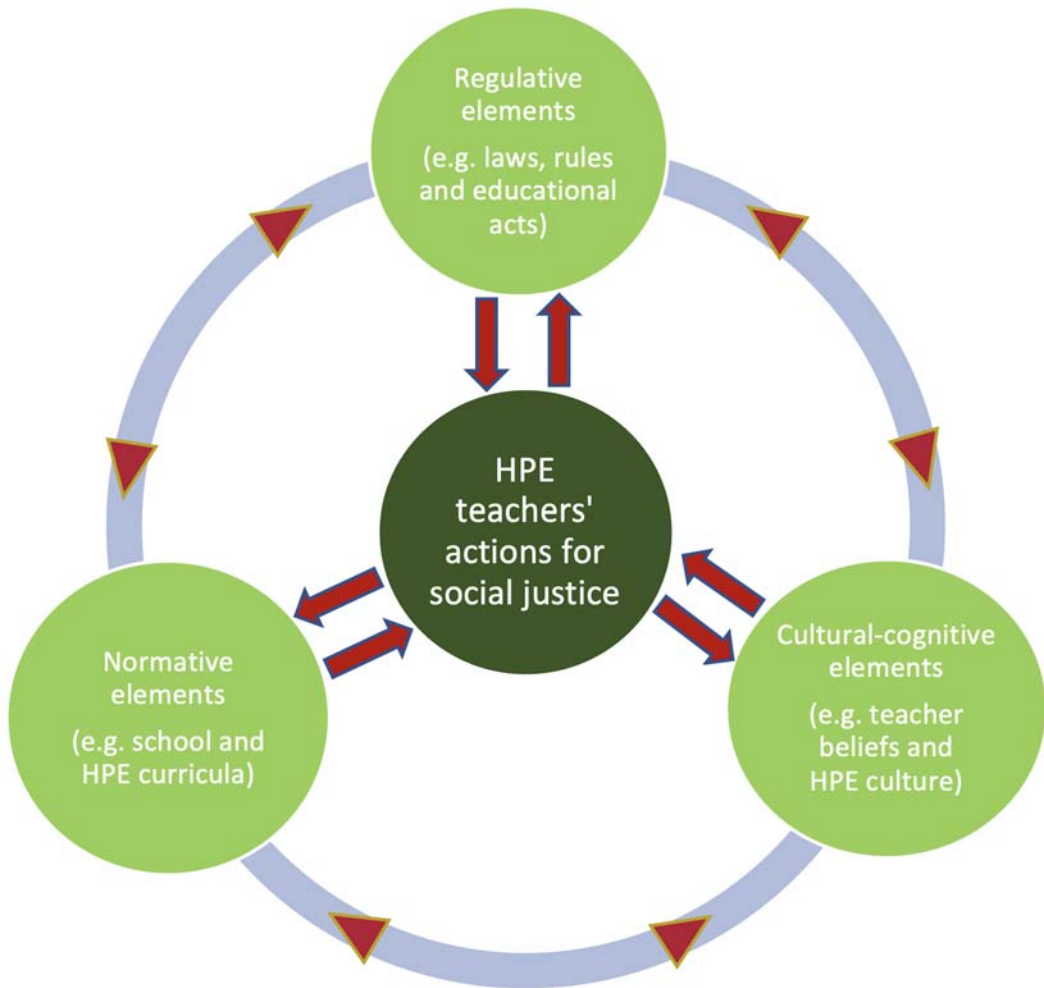 Regulative
elements
(e.g. laws, rules
and educational
acts)
HPE
teachers'
actions for
social justice
Normative
elements
(e.g. school and
HPE curricula)
Cultural-cognitive
elements
(e.g. teacher
beliefs and
HPE culture)